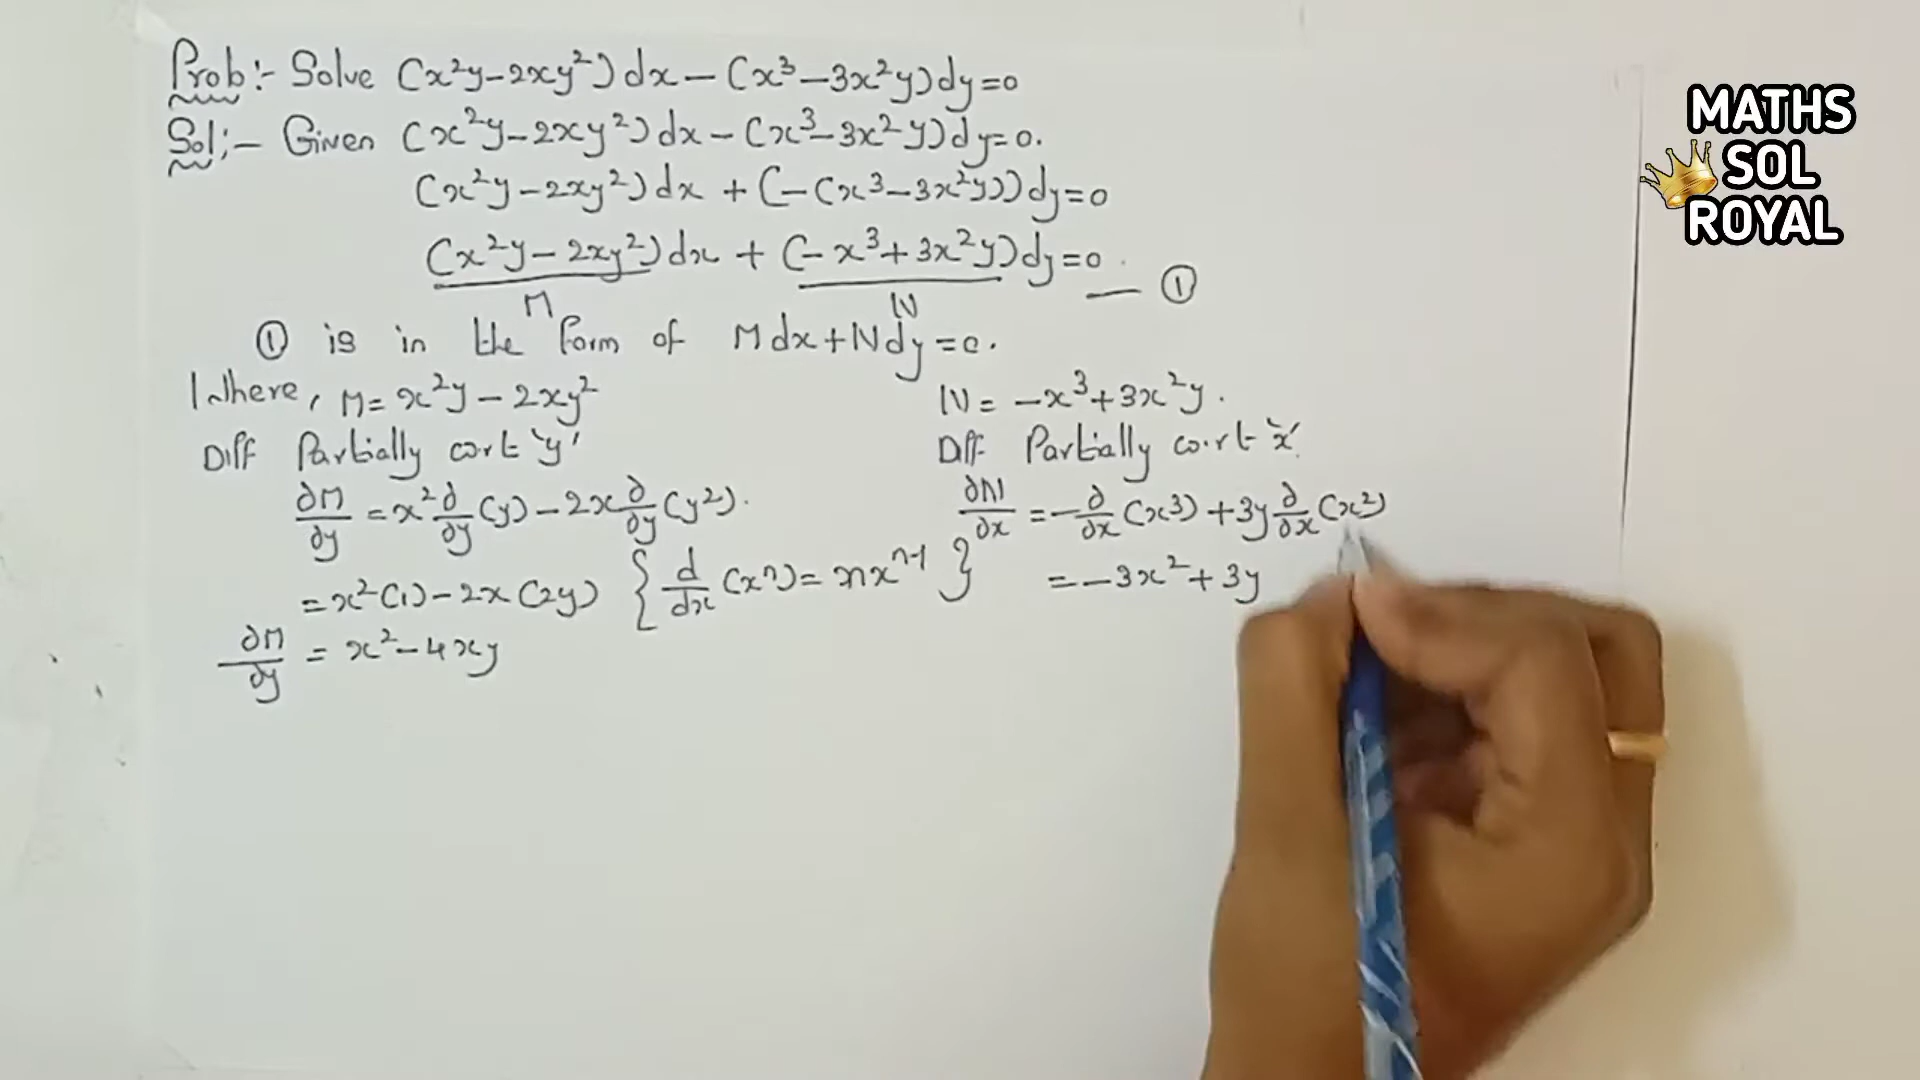 Prob:- Solve (x²y-2xy²)dx-(x³-3x²y)dy=0
Sol:- Given (x²y-2xy²)dx-(x³-3x²y)dy=0.
(x²y-2xy²)dx+(-(x³-3x²y))dy=0
(x²y-2xy²)dx+(-x³+3x²y)dy=0 — ①
M N
① is in the form of Mdx+Ndy=0.
Where, M=x²y-2xy²
Diff Partially w.r.t 'y'
∂M/∂y = x² ∂/∂y (y) - 2x ∂/∂y (y²).
= x²(1)-2x(2y) { d/dx (xⁿ) = nxⁿ⁻¹ }
∂M/∂y = x²-4xy
N = -x³+3x²y.
Diff Partially w.r.t 'x'.
∂N/∂x = - ∂/∂x (x³) + 3y ∂/∂x (x²)
= -3x²+3y
MATHS
SOL
ROYAL